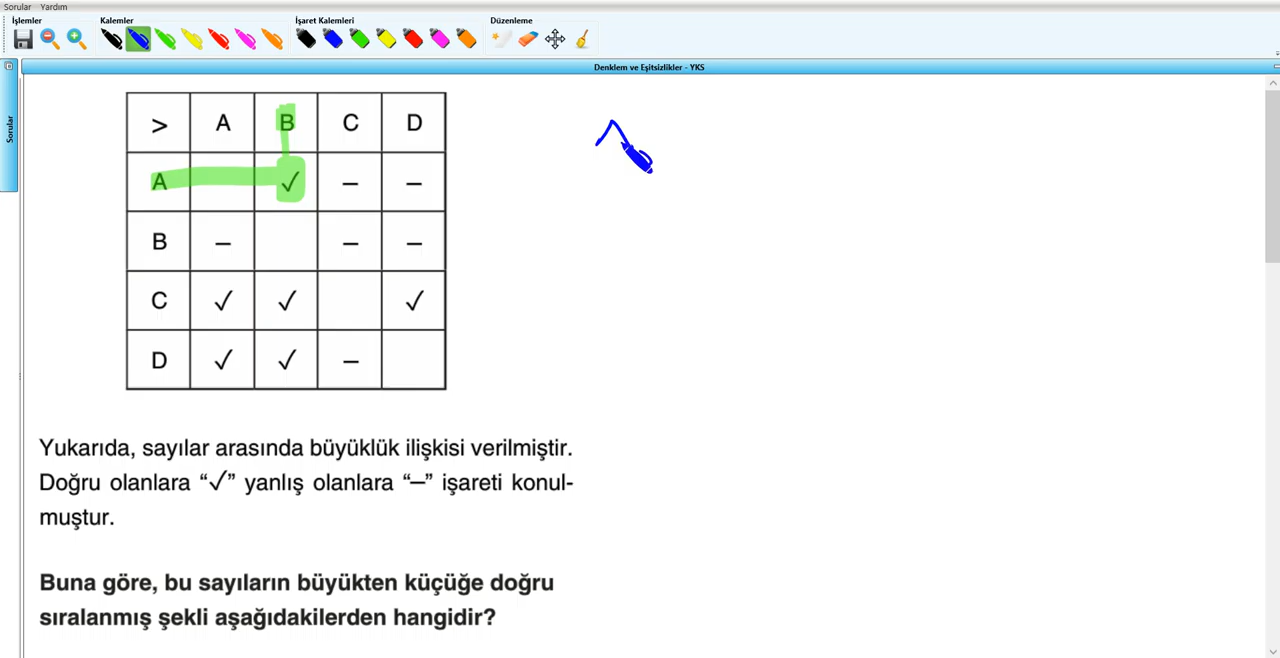 Sorular Yardım
İşlemler Kalemler İşaret Kalemleri Düzenleme
Denklem ve Eşitsizlikler - YKS
Sorular
> A B C D
A ✓ – –
B – – –
C ✓ ✓ ✓
D ✓ ✓ –
Yukarıda, sayılar arasında büyüklük ilişkisi verilmiştir.
Doğru olanlara “✓” yanlış olanlara “–” işareti konul-
muştur.
Buna göre, bu sayıların büyükten küçüğe doğru
sıralanmış şekli aşağıdakilerden hangidir?